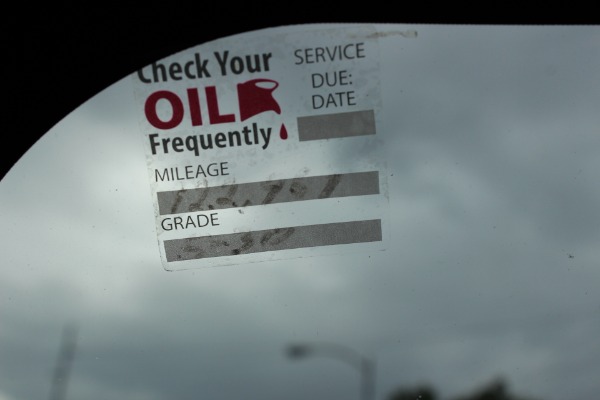 Check Your
OIL
Frequently
SERVICE
DUE:
DATE
MILEAGE
GRADE